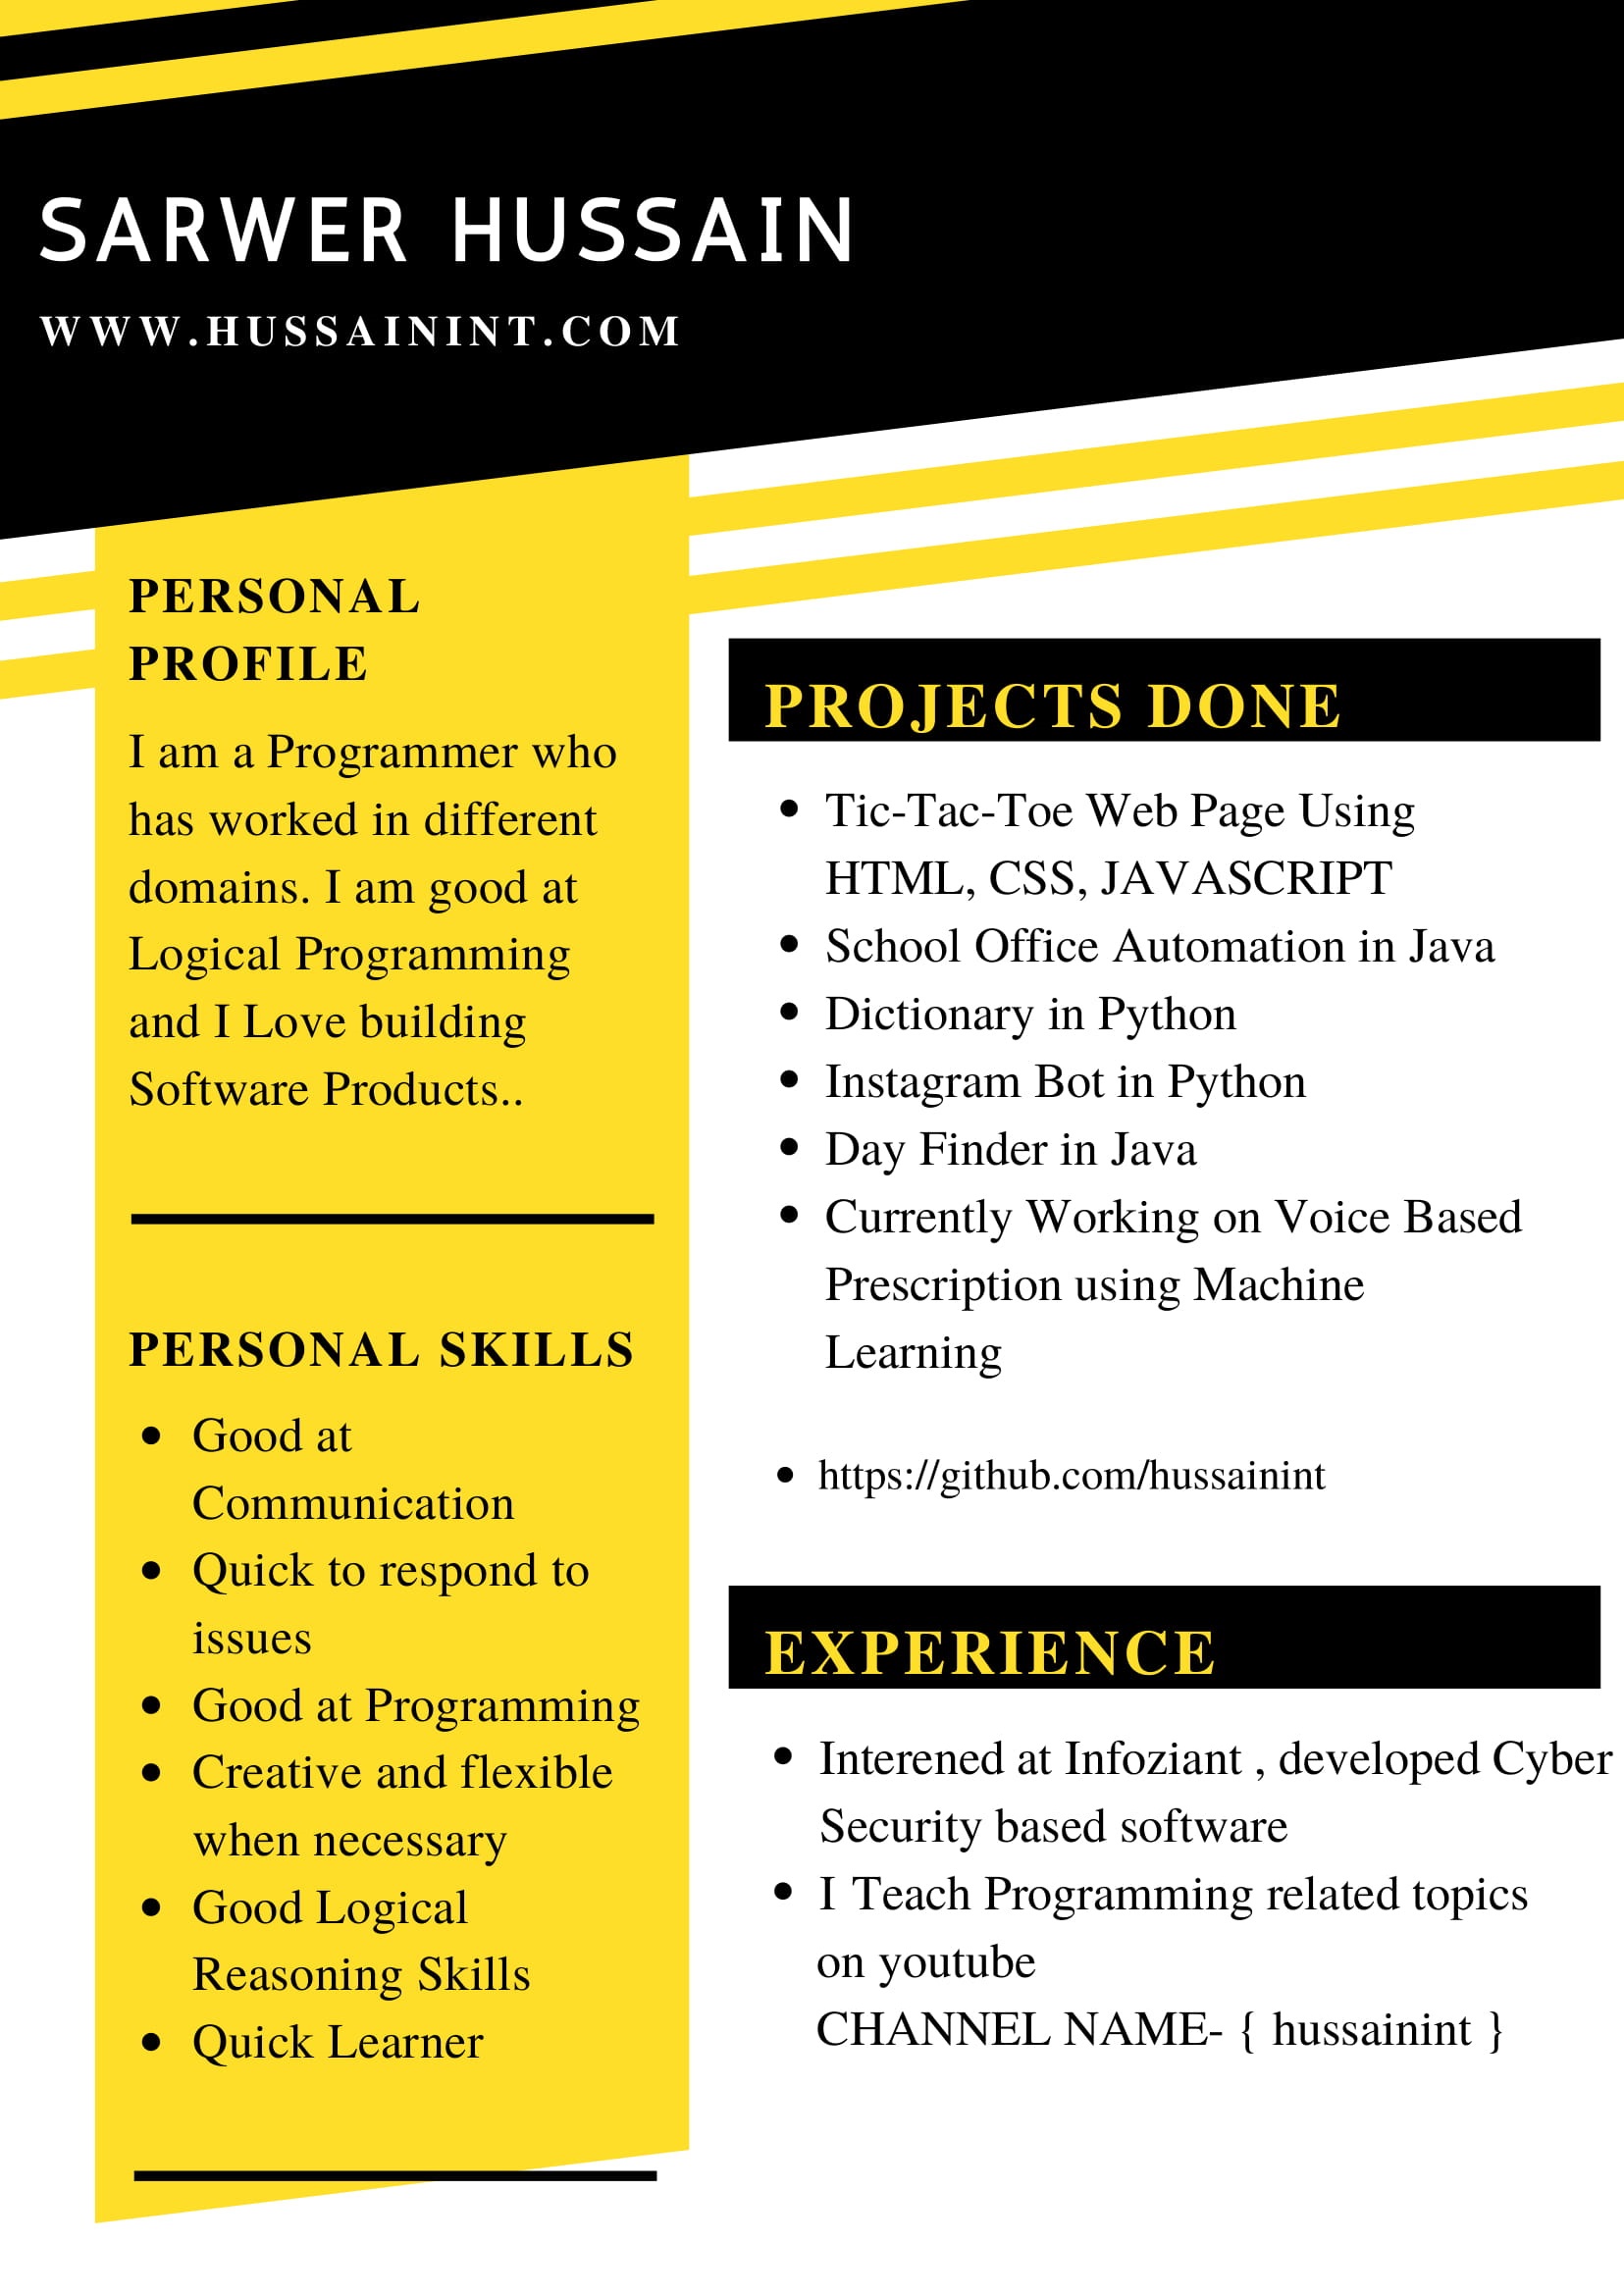 SARWER HUSSAIN
WWW.HUSSAININT.COM
PERSONAL
PROFILE
I am a Programmer who
has worked in different
domains. I am good at
Logical Programming
and I Love building
Software Products..
PERSONAL SKILLS
• Good at
Communication
• Quick to respond to
issues
• Good at Programming
• Creative and flexible
when necessary
• Good Logical
Reasoning Skills
• Quick Learner
PROJECTS DONE
• Tic-Tac-Toe Web Page Using
HTML, CSS, JAVASCRIPT
• School Office Automation in Java
• Dictionary in Python
• Instagram Bot in Python
• Day Finder in Java
• Currently Working on Voice Based
Prescription using Machine
Learning
• https://github.com/hussainint
EXPERIENCE
• Interened at Infoziant , developed Cyber
Security based software
• I Teach Programming related topics
on youtube
CHANNEL NAME- { hussainint }